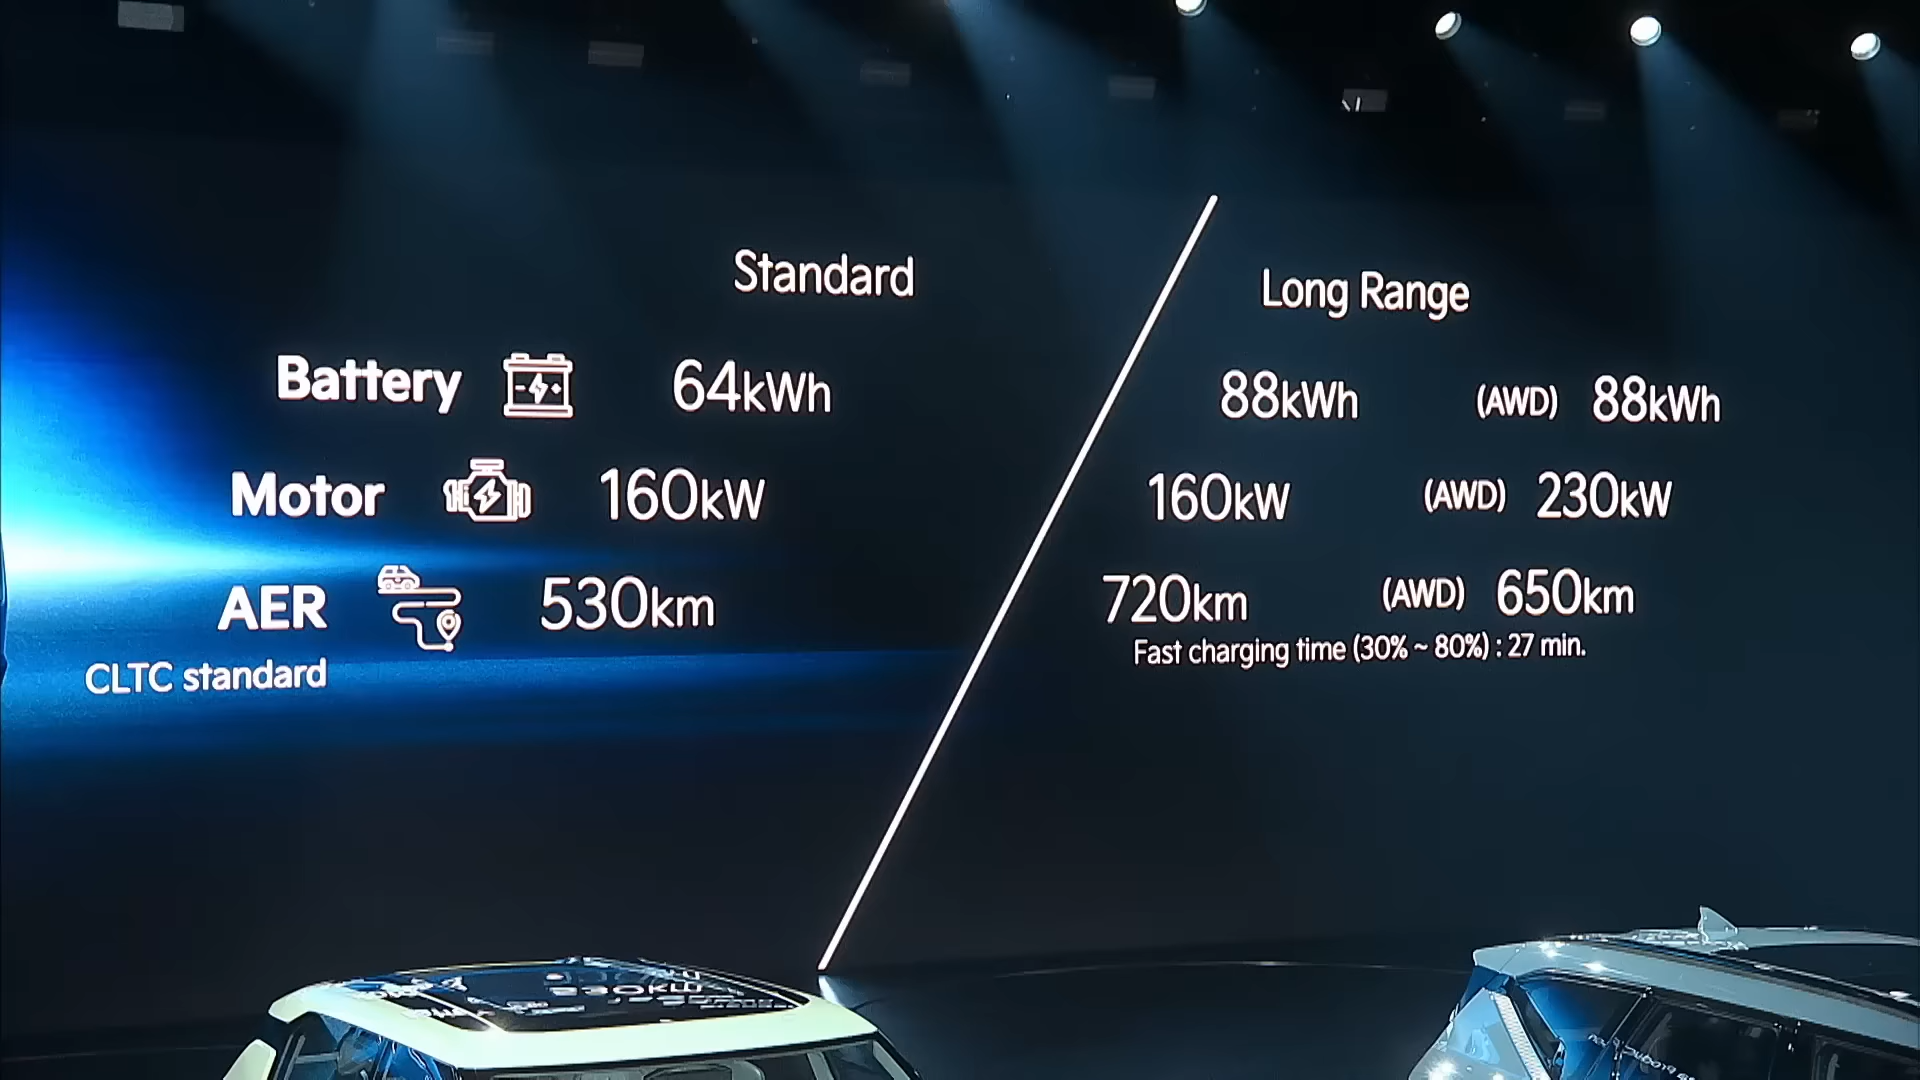 Standard
Long Range
Battery 64kWh 88kWh (AWD) 88kWh
Motor 160kW 160kW (AWD) 230kW
AER 530km 720km (AWD) 650km
Fast charging time (30% ~ 80%) : 27 min.
CLTC standard